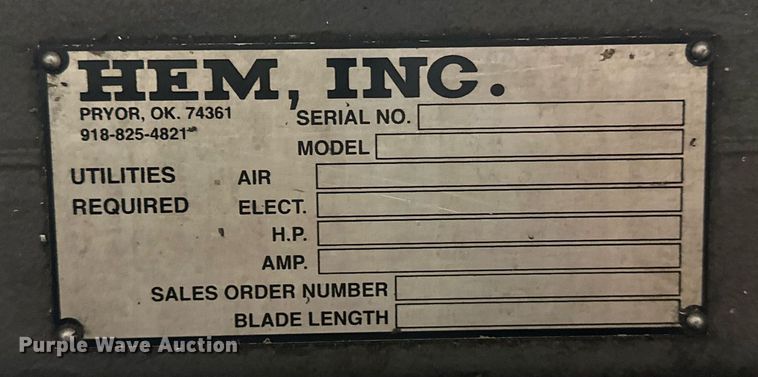 HEM, INC.
PRYOR, OK. 74361
918-825-4821
SERIAL NO.
MODEL
UTILITIES REQUIRED
AIR
ELECT.
H.P.
AMP.
SALES ORDER NUMBER
BLADE LENGTH
Purple Wave Auction